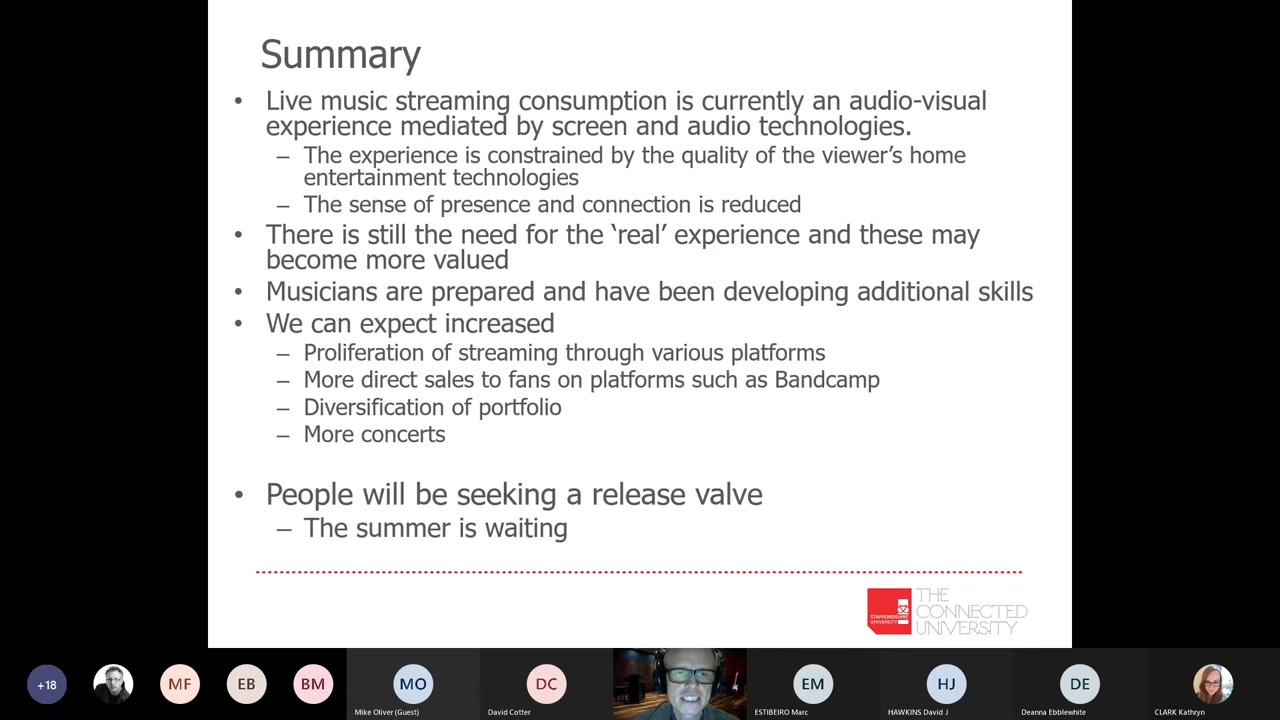 Summary
• Live music streaming consumption is currently an audio-visual
experience mediated by screen and audio technologies.
– The experience is constrained by the quality of the viewer’s home
entertainment technologies
– The sense of presence and connection is reduced
• There is still the need for the ‘real’ experience and these may
become more valued
• Musicians are prepared and have been developing additional skills
• We can expect increased
– Proliferation of streaming through various platforms
– More direct sales to fans on platforms such as Bandcamp
– Diversification of portfolio
– More concerts
• People will be seeking a release valve
– The summer is waiting
STAFFORDSHIRE
UNIVERSITY
THE
CONNECTED
UNIVERSITY
+18
MF
EB
BM
MO
Mike Oliver (Guest)
DC
David Cotter
EM
ESTIBEIRO Marc
HJ
HAWKINS David J
DE
Deanna Ebblewhite
CLARK Kathryn